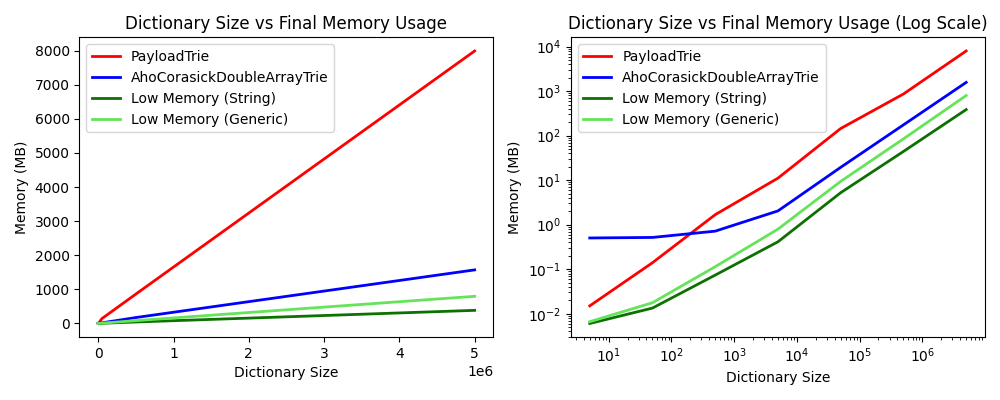 Dictionary Size vs Final Memory Usage
8000
7000
6000
5000
4000
3000
2000
1000
0
Memory (MB)
PayloadTrie
AhoCorasickDoubleArrayTrie
Low Memory (String)
Low Memory (Generic)
0 1 2 3 4 5
1e6
Dictionary Size
Dictionary Size vs Final Memory Usage (Log Scale)
10⁴
10³
10²
10¹
10⁰
10⁻¹
10⁻²
Memory (MB)
PayloadTrie
AhoCorasickDoubleArrayTrie
Low Memory (String)
Low Memory (Generic)
10¹ 10² 10³ 10⁴ 10⁵ 10⁶
Dictionary Size